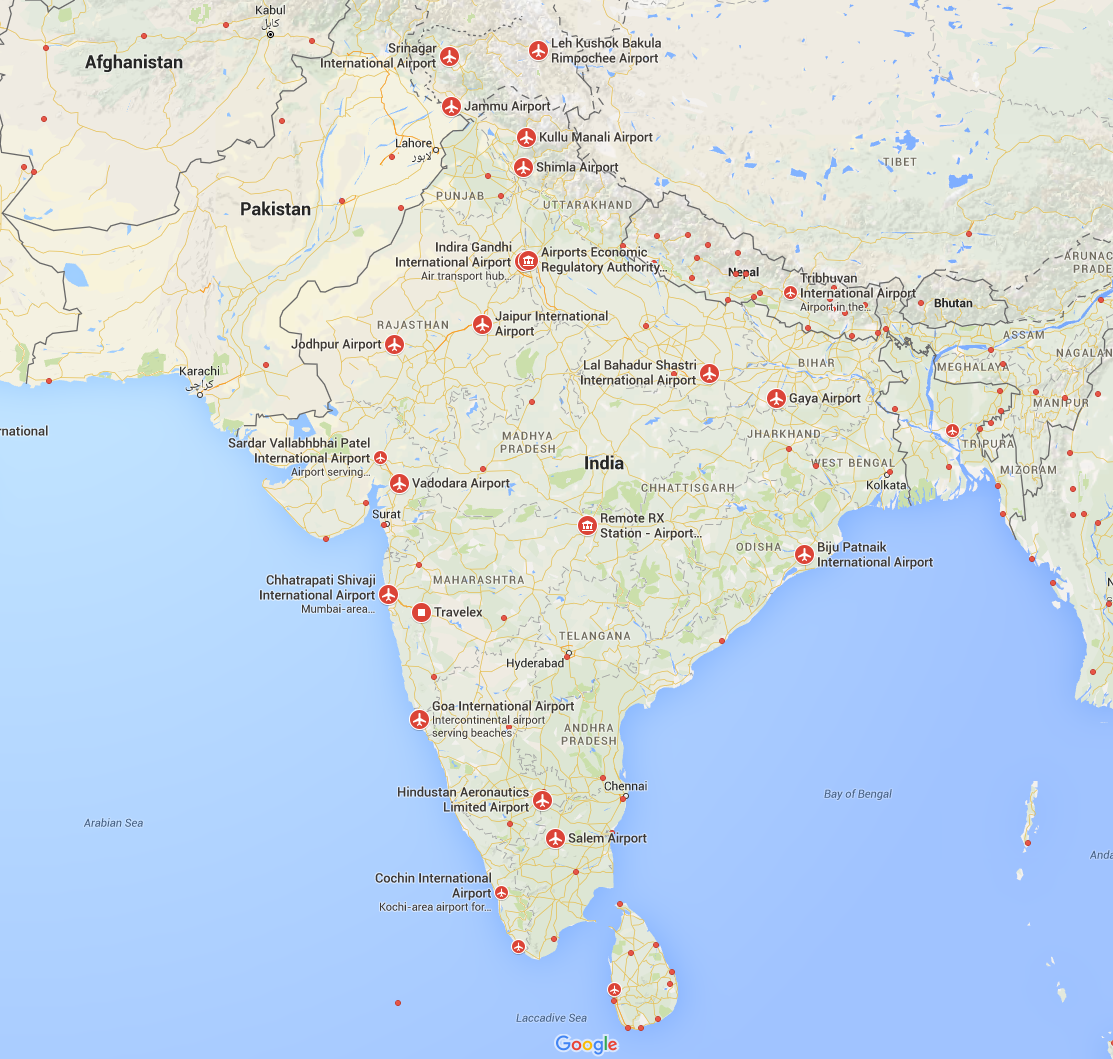 Kabul
کابل
Afghanistan
Srinagar
International Airport
Leh Kushok Bakula
Rimpochee Airport
Jammu Airport
Lahore
لاہور
Kullu Manali Airport
Shimla Airport
TIBET
PUNJAB
UTTARAKHAND
Pakistan
Indira Gandhi
International Airport
Air transport hub...
Airports Economic
Regulatory Authority...
Nepal
Tribhuvan
International Airport
Airport in the...
ARUNAC
PRADE
Bhutan
Jaipur International
Airport
RAJASTHAN
Jodhpur Airport
ASSAM
NAGALAN
Karachi
كراچى
Lal Bahadur Shastri
International Airport
BIHAR
MEGHALAYA
Gaya Airport
MANIPUR
rnational
Sardar Vallabhbhai Patel
International Airport
Airport serving...
MADHYA
PRADESH
JHARKHAND
TRIPURA
India
WEST BENGAL
MIZORAM
Vadodara Airport
CHHATTISGARH
Kolkata
Surat
Remote RX
Station - Airport...
ODISHA
Biju Patnaik
International Airport
Chhatrapati Shivaji
International Airport
Mumbai-area...
MAHARASHTRA
N
Travelex
TELANGANA
Hyderabad
Goa International Airport
Intercontinental airport
serving beaches
ANDHRA
PRADESH
Hindustan Aeronautics
Limited Airport
Chennai
Bay of Bengal
Arabian Sea
Salem Airport
Anda
Cochin International
Airport
Kochi-area airport for...
Laccadive Sea
Google